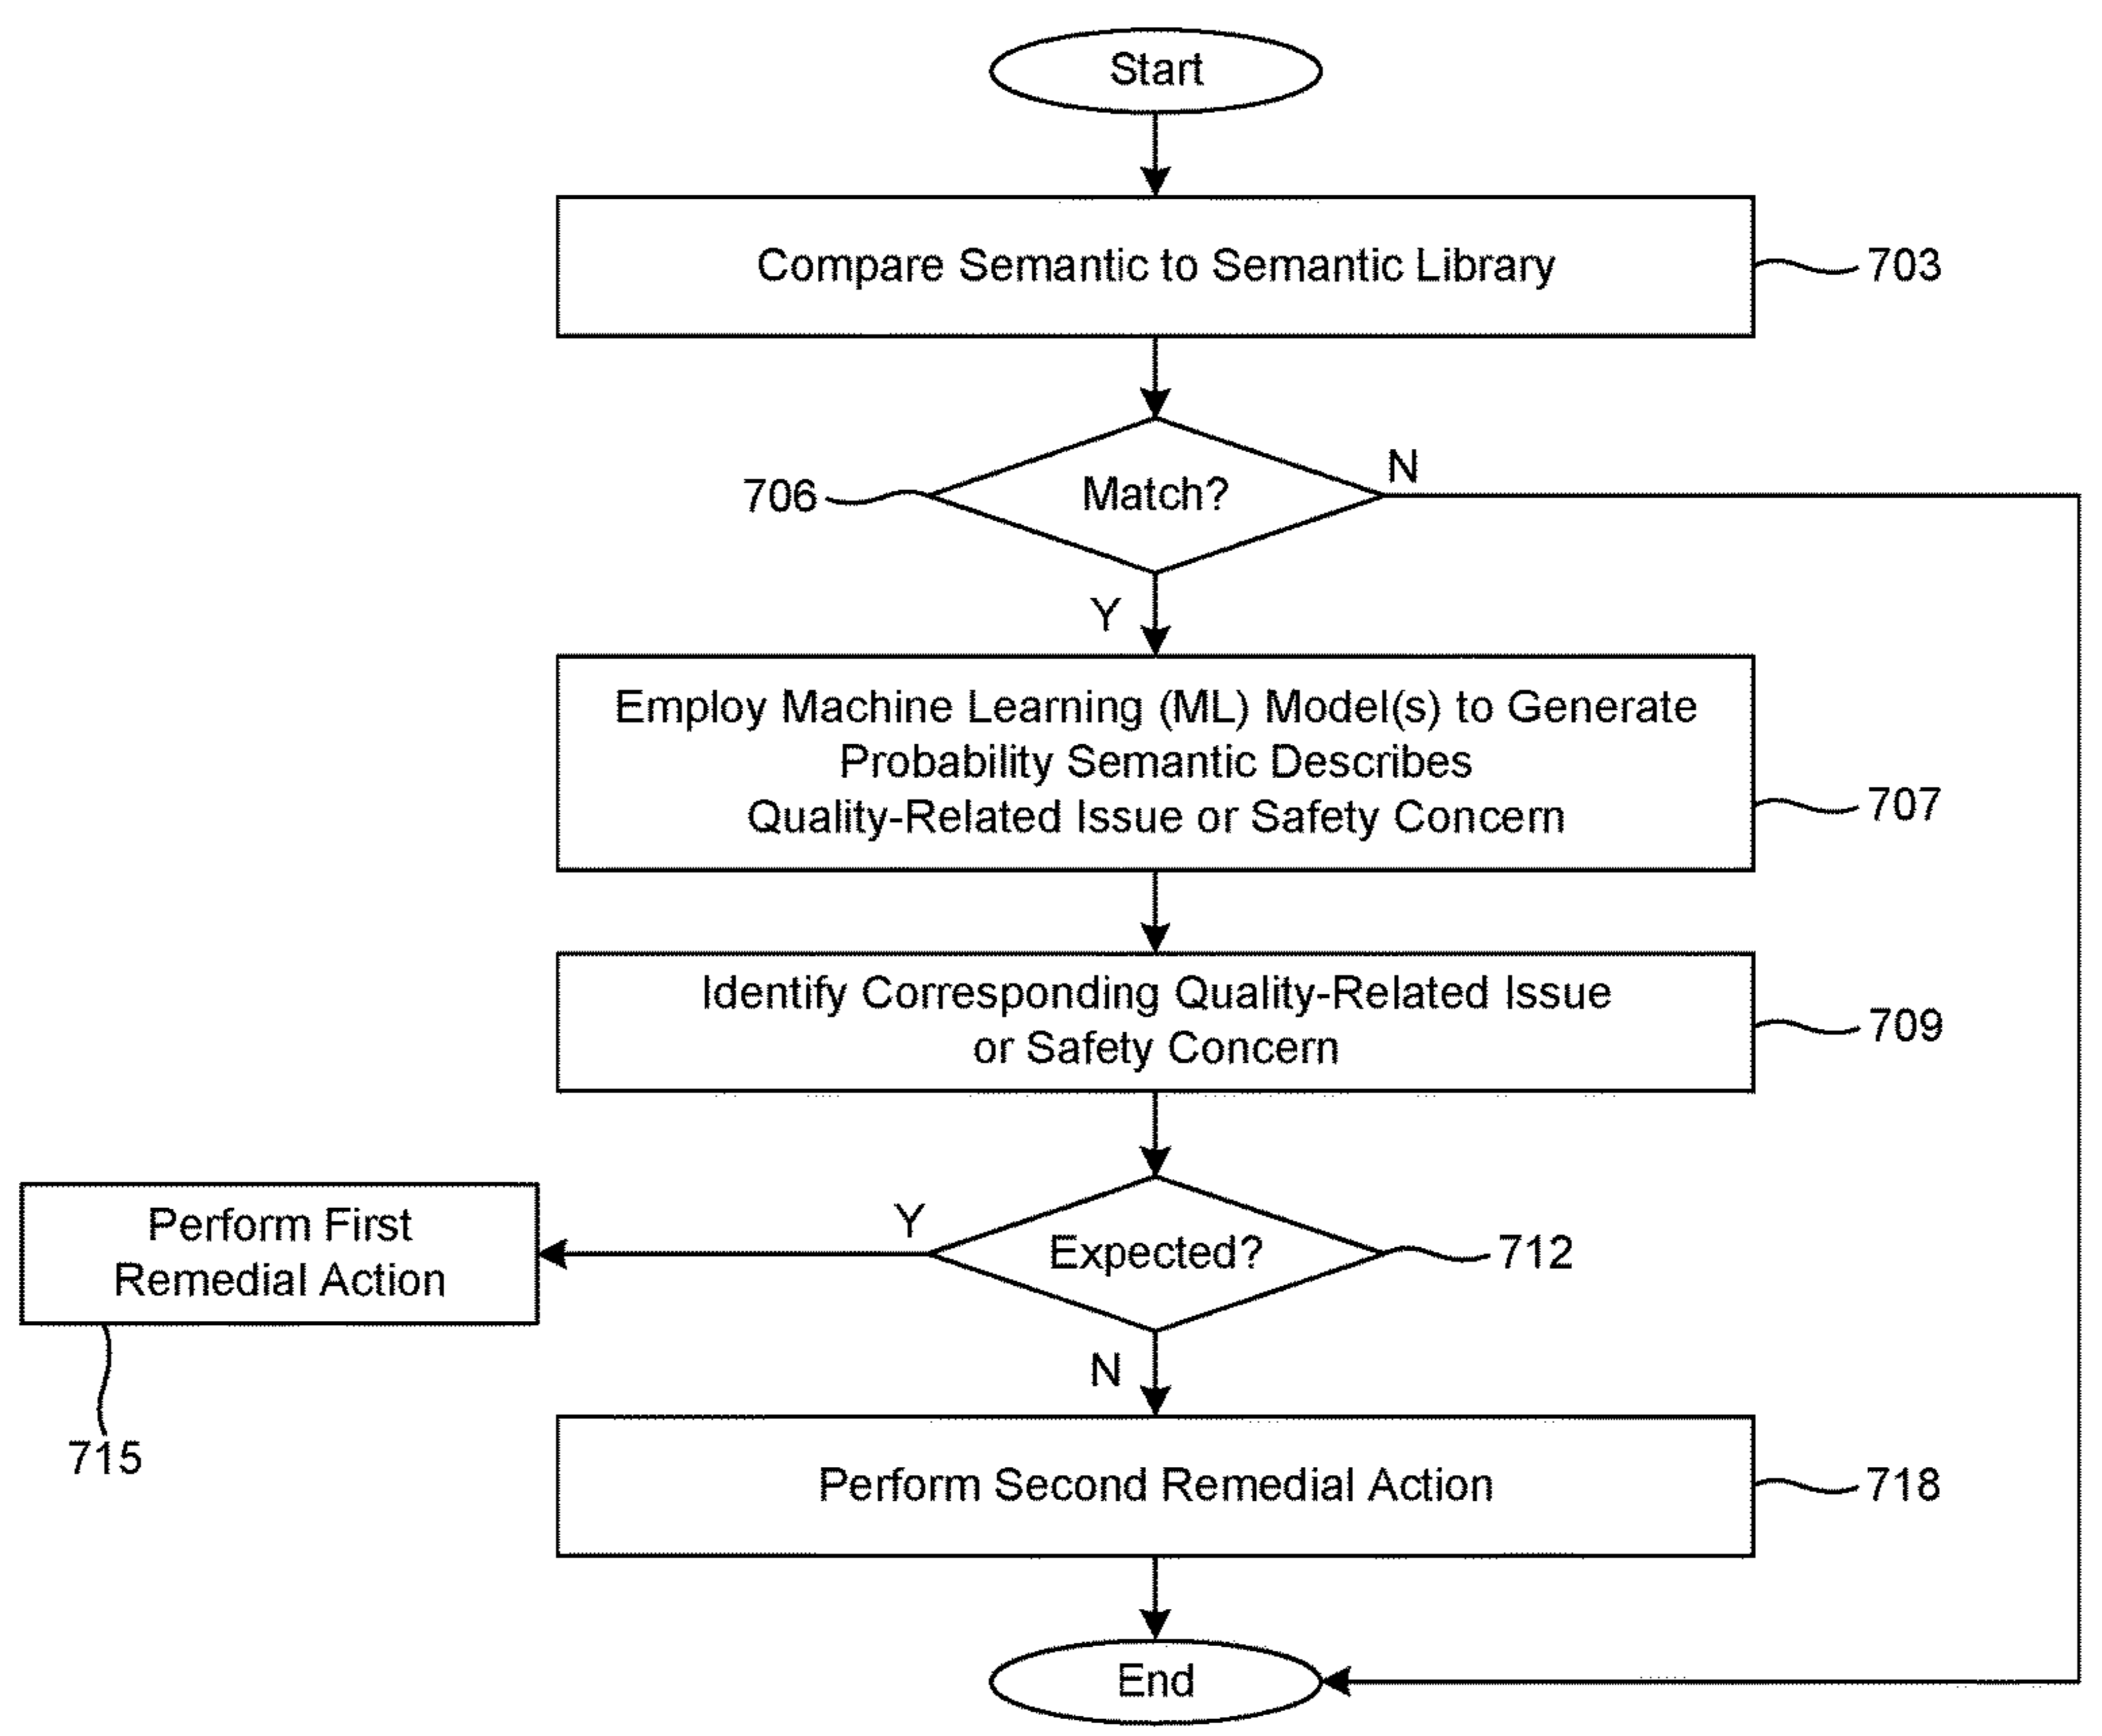 Start
Compare Semantic to Semantic Library
703
706
Match?
N
Y
Employ Machine Learning (ML) Model(s) to Generate
Probability Semantic Describes
Quality-Related Issue or Safety Concern
707
Identify Corresponding Quality-Related Issue
or Safety Concern
709
Perform First
Remedial Action
Y
Expected?
712
N
715
Perform Second Remedial Action
718
End